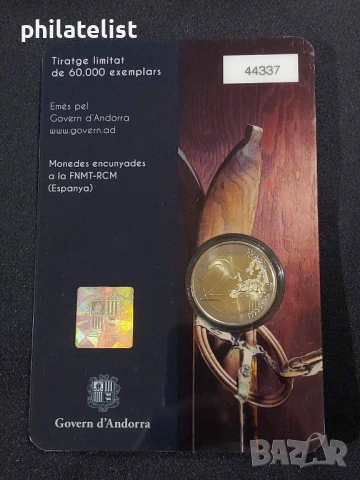 philatelist
Tiratge limitat
de 60.000 exemplars
44337
Emès pel
Govern d'Andorra
www.govern.ad
Monedes encunyades
a la FNMT-RCM
(Espanya)
Govern d'Andorra
BAZAR